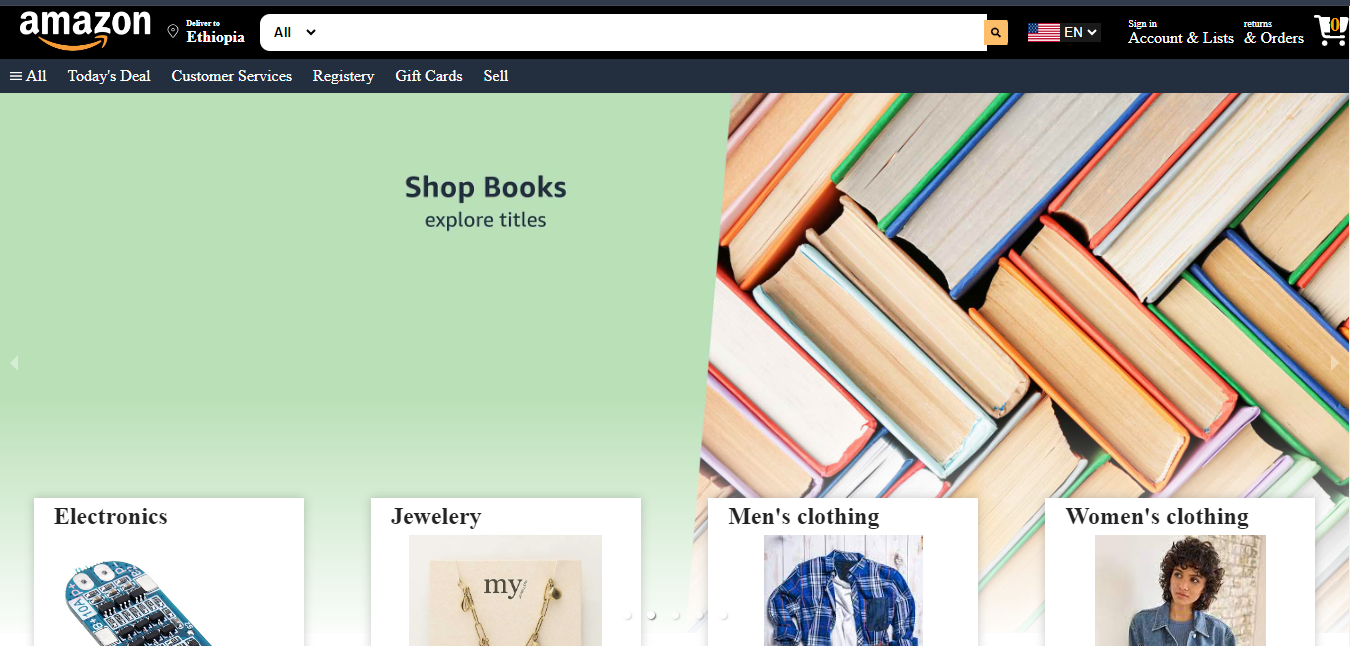 amazon
Deliver to
Ethiopia
All
EN
Sign in
Account & Lists
returns
& Orders
0
All
Today's Deal
Customer Services
Registery
Gift Cards
Sell
Shop Books
explore titles
Electronics
Jewelery
Men's clothing
Women's clothing
10A
my